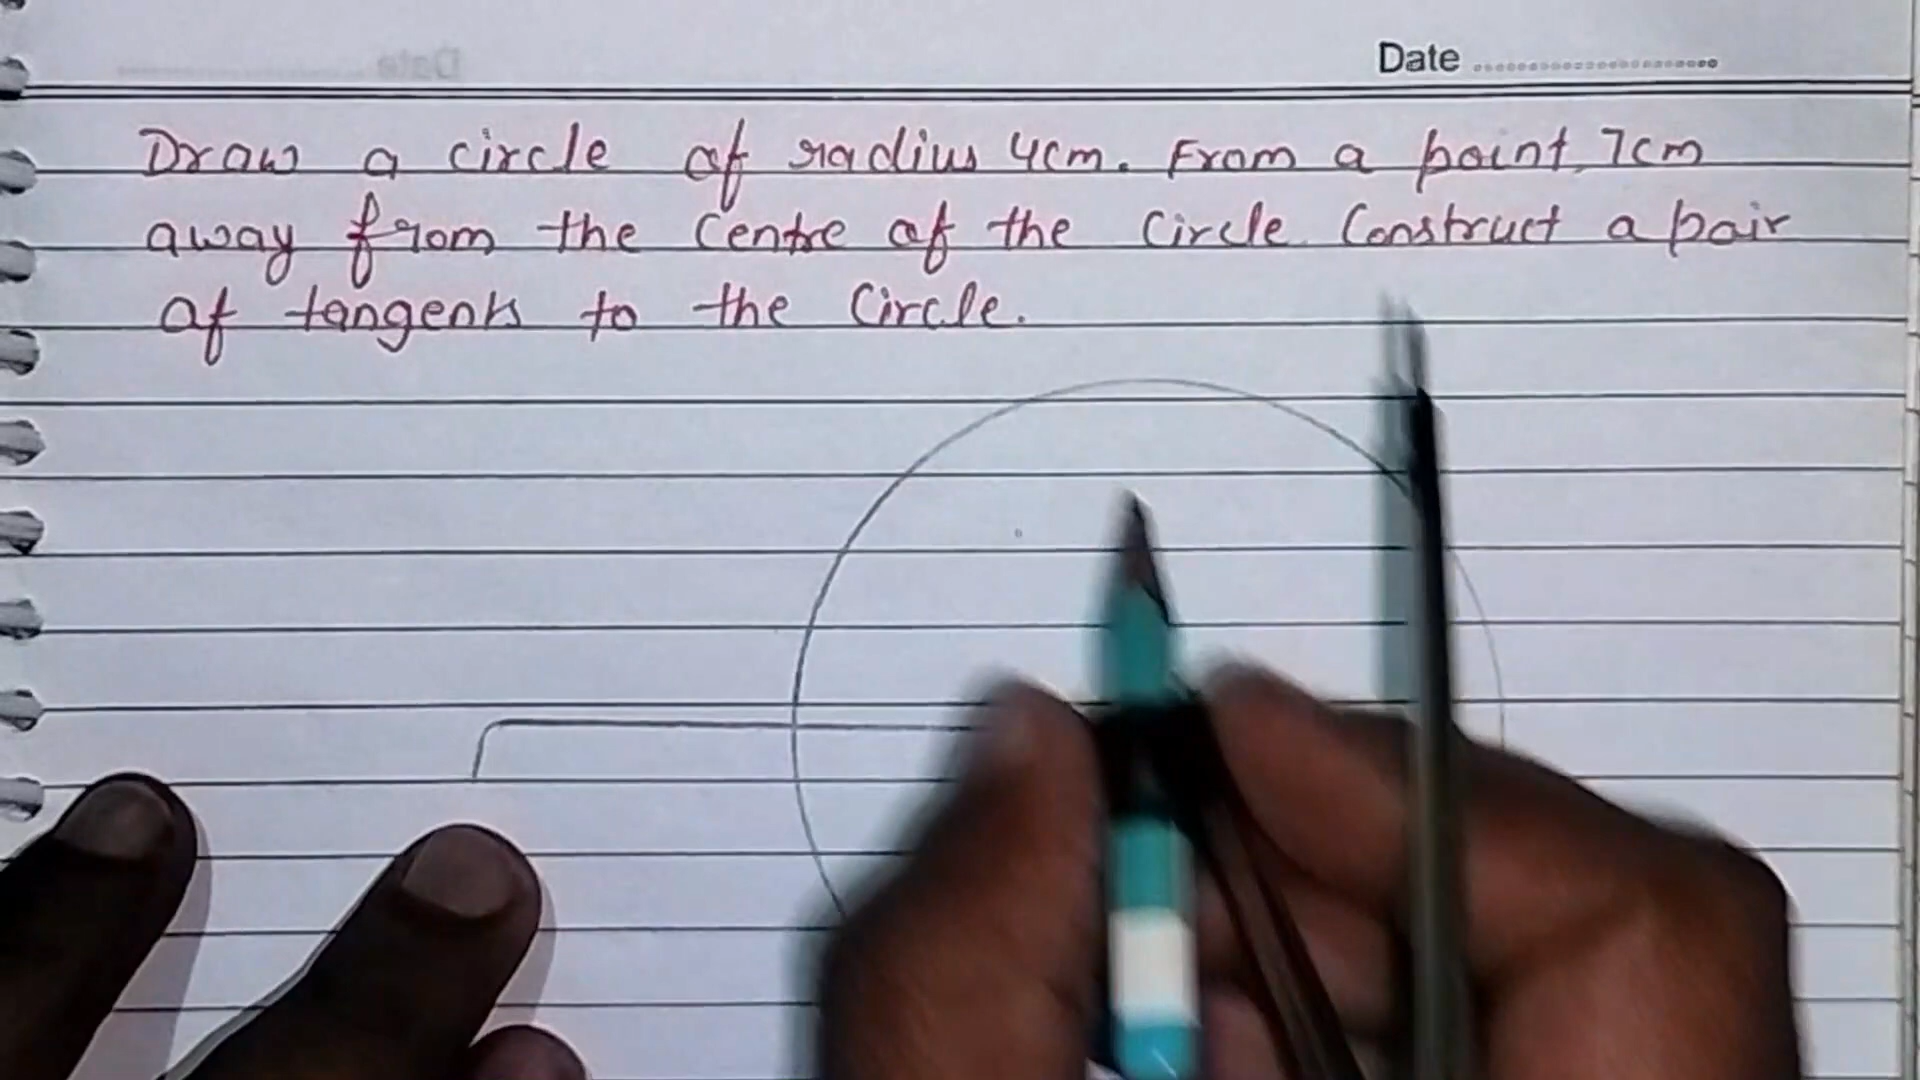 Date ........................
Draw a circle of radius 4cm. From a point 7cm
away from the Centre of the Circle Construct a pair
of tangents to the Circle.